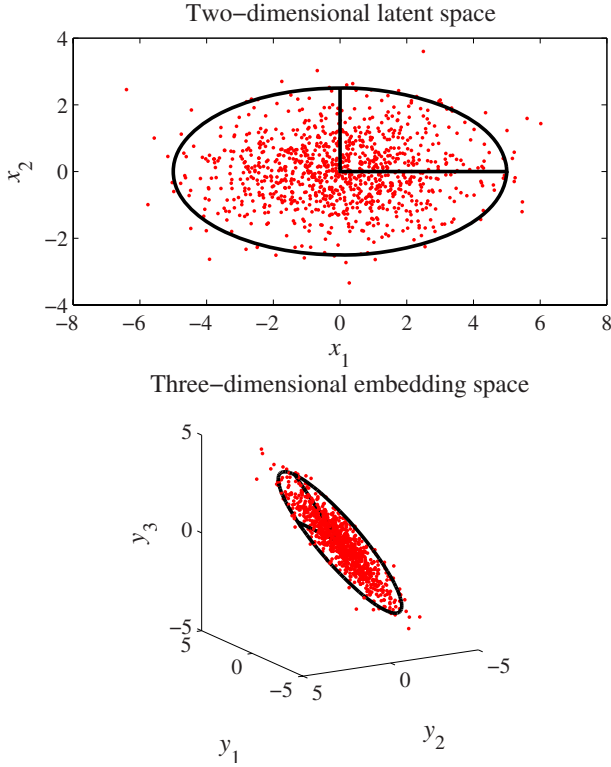 Two−dimensional latent space
4
2
0
−2
−4
x2
−8 −6 −4 −2 0 2 4 6 8
x1
Three−dimensional embedding space
5
0
−5
y3
5
0
−5
5
0
−5
y1
y2